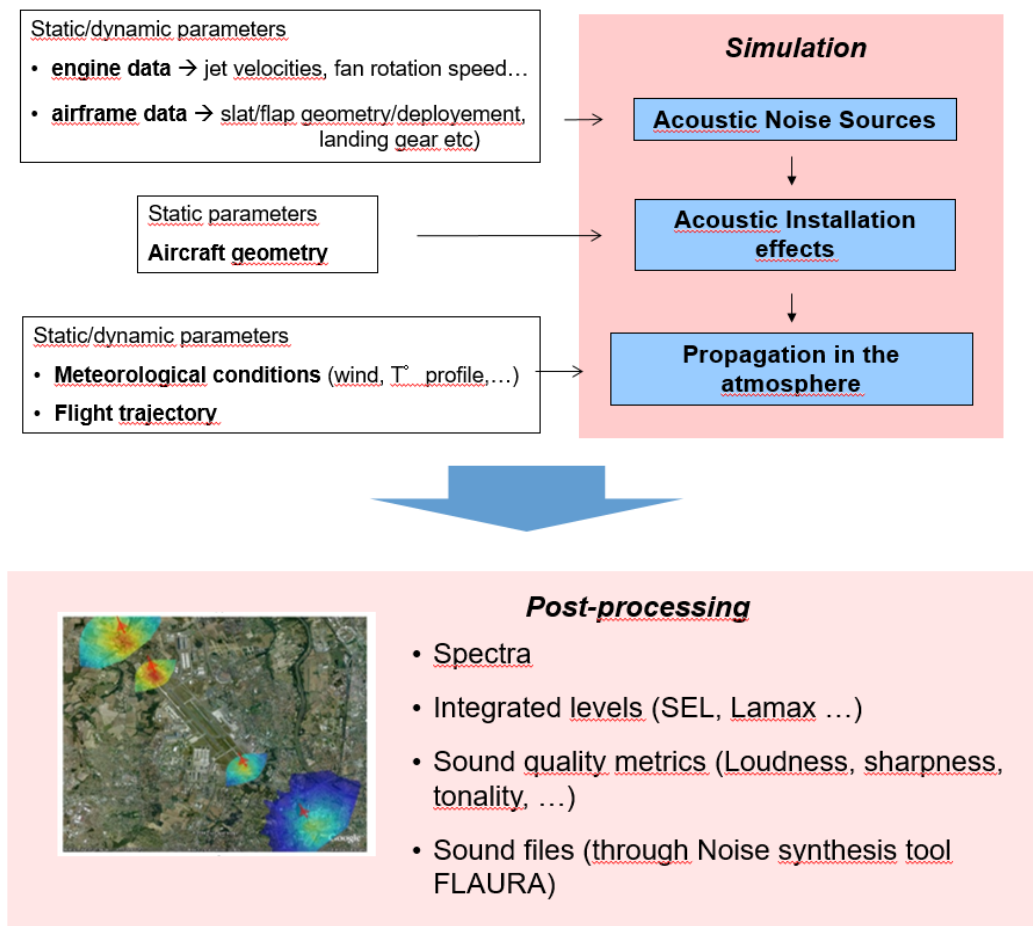 Static/dynamic parameters
• engine data → jet velocities, fan rotation speed…
• airframe data → slat/flap geometry/deployement,
landing gear etc)
Simulation
Acoustic Noise Sources
Static parameters
Aircraft geometry
Acoustic Installation
effects
Static/dynamic parameters
• Meteorological conditions (wind, T° profile,…)
• Flight trajectory
Propagation in the
atmosphere
Post-processing
• Spectra
• Integrated levels (SEL, Lamax …)
• Sound quality metrics (Loudness, sharpness,
tonality, …)
• Sound files (through Noise synthesis tool
FLAURA)
Google